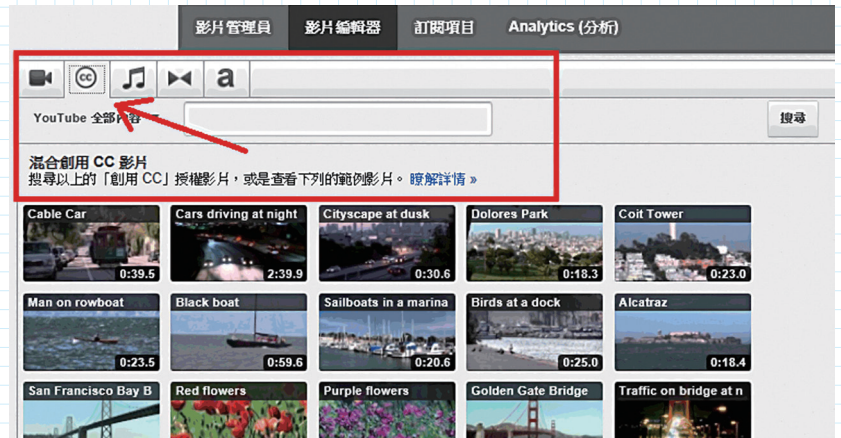 影片管理員 影片編輯器 訂閱項目 Analytics (分析)
cc a
YouTube 全部內容 搜尋
混合創用 CC 影片
搜尋以上的「創用 CC」授權影片，或是查看下列的範例影片。 瞭解詳情 »
Cable Car Cars driving at night Cityscape at dusk Dolores Park Coit Tower
0:39.5 2:39.9 0:30.6 0:18.3 0:23.0
Man on rowboat Black boat Sailboats in a marina Birds at a dock Alcatraz
0:23.5 0:59.6 0:20.6 0:25.0 0:18.4
San Francisco Bay B Red flowers Purple flowers Golden Gate Bridge Traffic on bridge at n